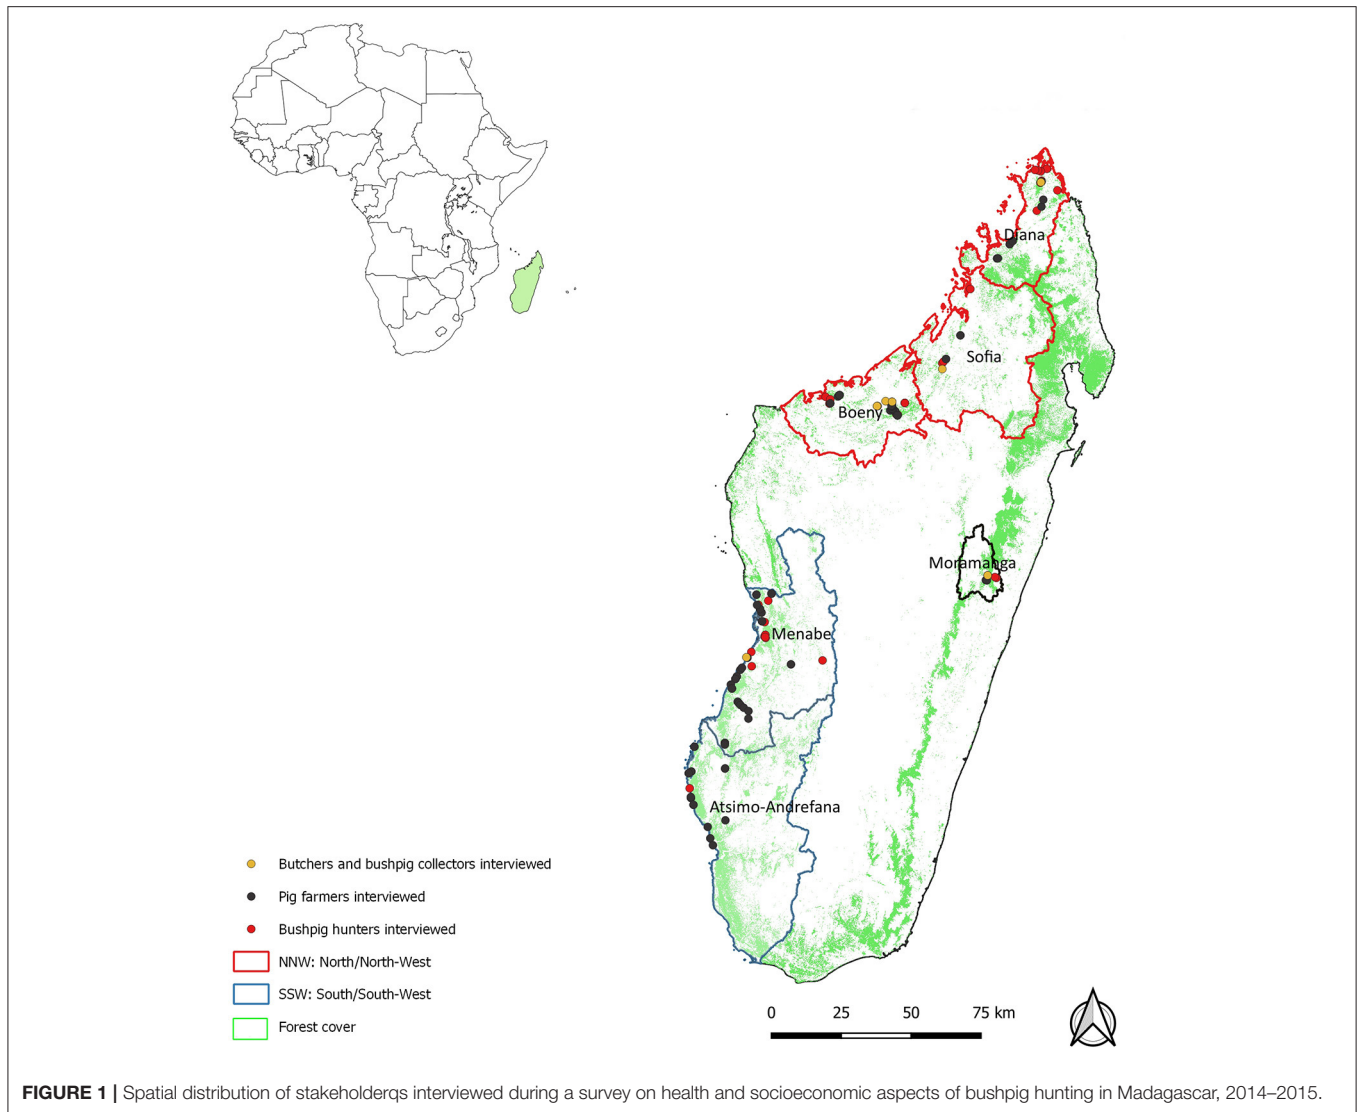 Diana
Sofia
Boeny
Moramanga
Menabe
Atsimo-Andrefana
Butchers and bushpig collectors interviewed
Pig farmers interviewed
Bushpig hunters interviewed
NNW: North/North-West
SSW: South/South-West
Forest cover
0 25 50 75 km
FIGURE 1 | Spatial distribution of stakeholderqs interviewed during a survey on health and socioeconomic aspects of bushpig hunting in Madagascar, 2014–2015.